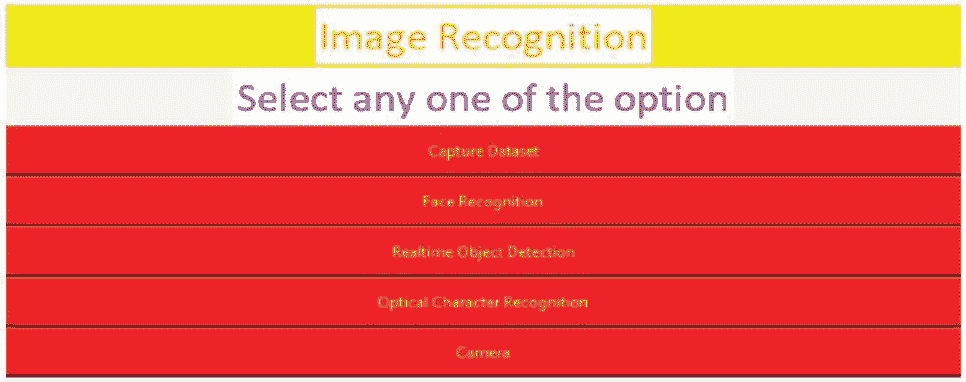 Image Recognition
Select any one of the option
Capture Dataset
Face Recognition
Realtime Object Detection
Optical Character Recognition
Camera